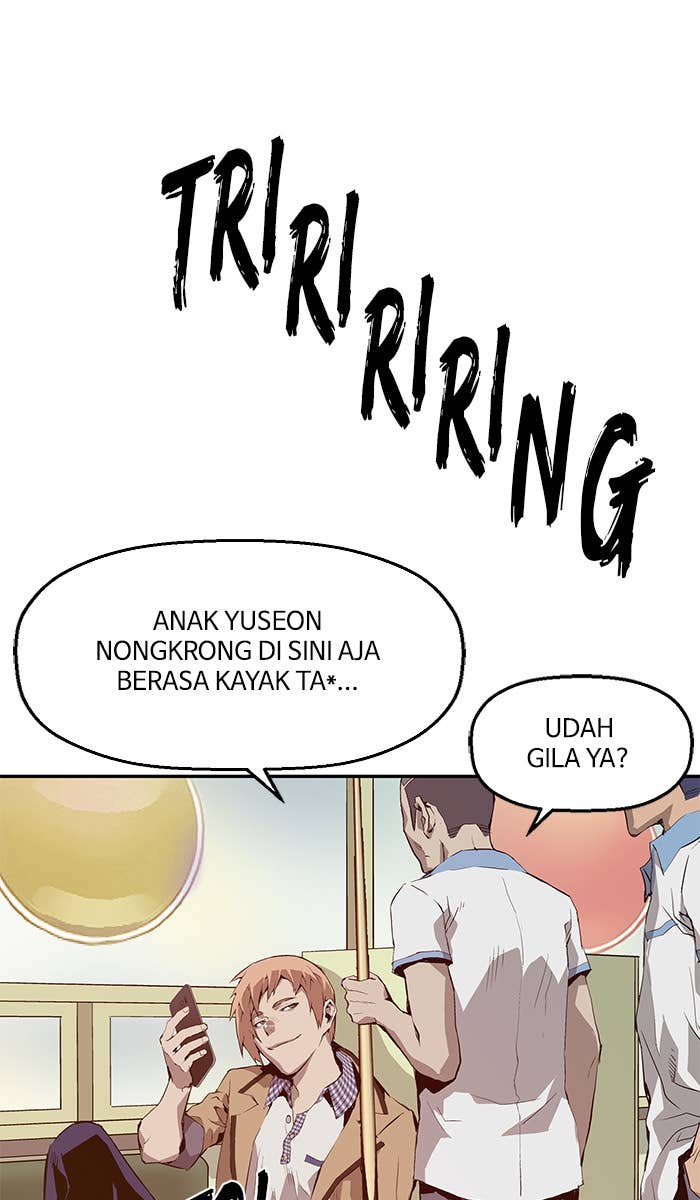 TRIRIRIRING
ANAK YUSEON
NONGKRONG DI SINI AJA
BERASA KAYAK TA*...
UDAH
GILA YA?